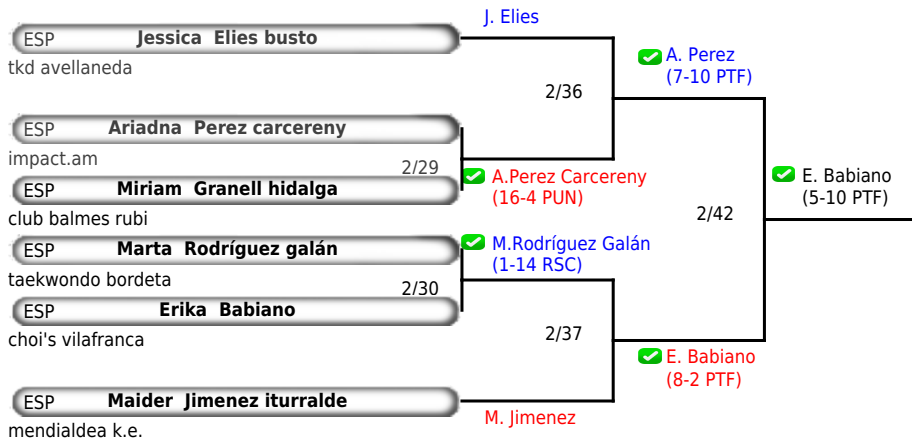 J. Elies
ESP Jessica Elies busto
tkd avellaneda
A. Perez
(7-10 PTF)
2/36
ESP Ariadna Perez carcereny
impact.am
2/29
A.Perez Carcereny
(16-4 PUN)
ESP Miriam Granell hidalga
club balmes rubi
E. Babiano
(5-10 PTF)
2/42
ESP Marta Rodríguez galán
taekwondo bordeta
M.Rodríguez Galán
(1-14 RSC)
2/30
ESP Erika Babiano
choi's vilafranca
2/37
E. Babiano
(8-2 PTF)
ESP Maider Jimenez iturralde
mendialdea k.e.
M. Jimenez